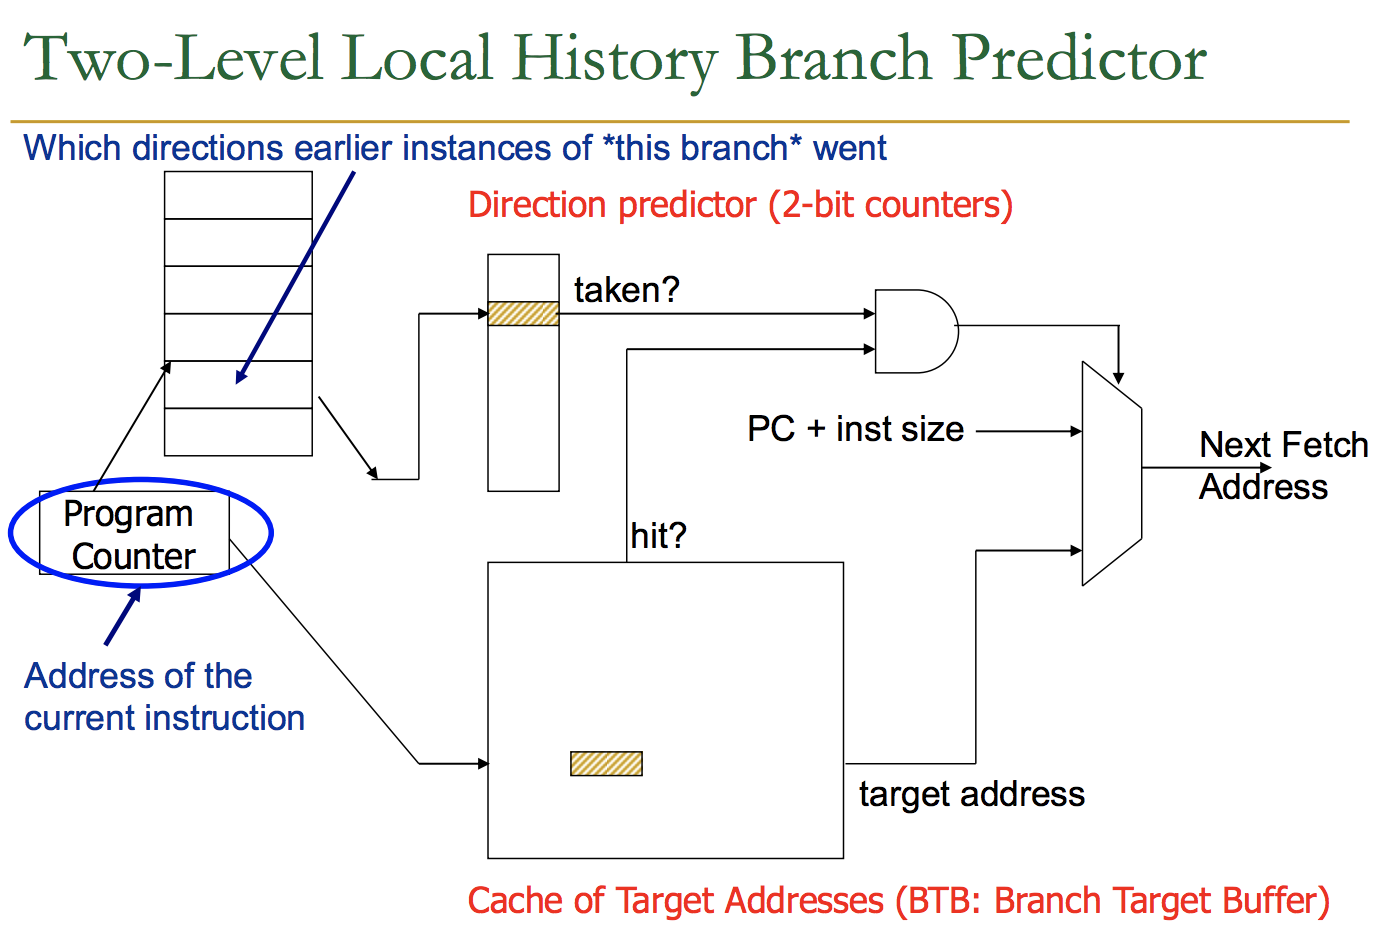 Two-Level Local History Branch Predictor
Which directions earlier instances of *this branch* went
Direction predictor (2-bit counters)
taken?
PC + inst size
Next Fetch
Address
Program
Counter
hit?
Address of the
current instruction
target address
Cache of Target Addresses (BTB: Branch Target Buffer)